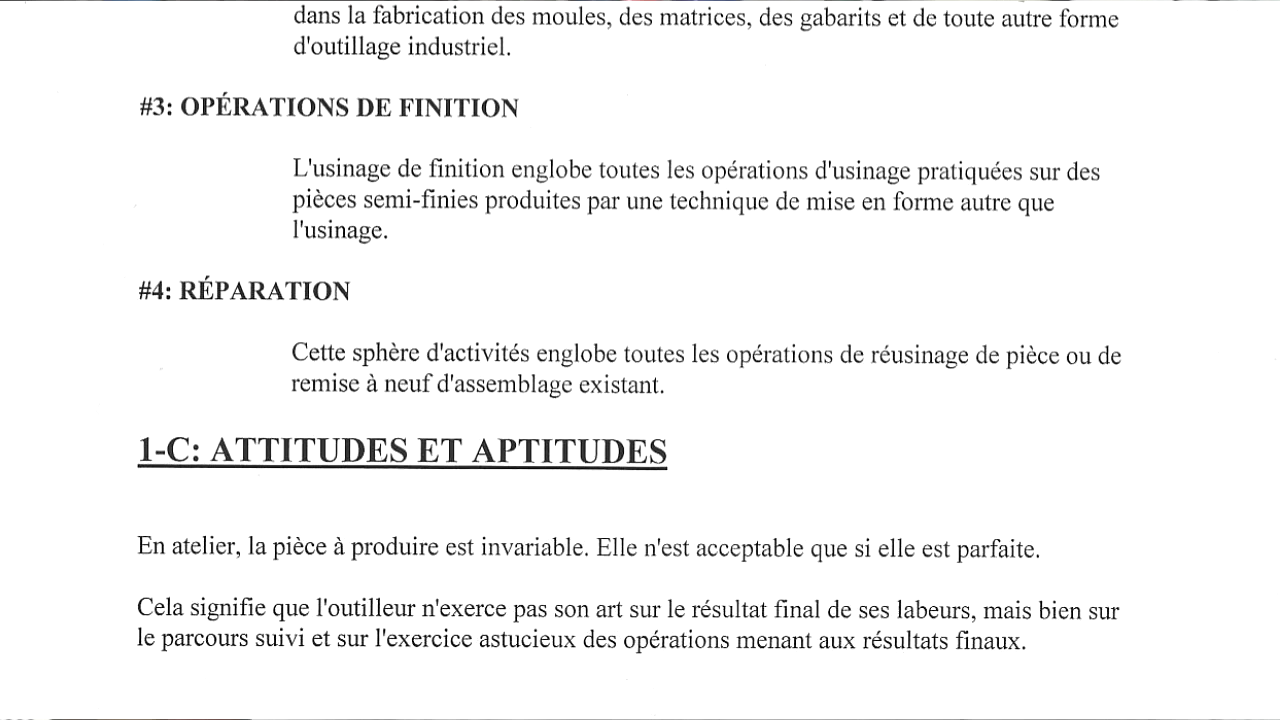 dans la fabrication des moules, des matrices, des gabarits et de toute autre forme
d'outillage industriel.
#3: OPÉRATIONS DE FINITION
L'usinage de finition englobe toutes les opérations d'usinage pratiquées sur des
pièces semi-finies produites par une technique de mise en forme autre que
l'usinage.
#4: RÉPARATION
Cette sphère d'activités englobe toutes les opérations de réusinage de pièce ou de
remise à neuf d'assemblage existant.
1-C: ATTITUDES ET APTITUDES
En atelier, la pièce à produire est invariable. Elle n'est acceptable que si elle est parfaite.
Cela signifie que l'outilleur n'exerce pas son art sur le résultat final de ses labeurs, mais bien sur
le parcours suivi et sur l'exercice astucieux des opérations menant aux résultats finaux.